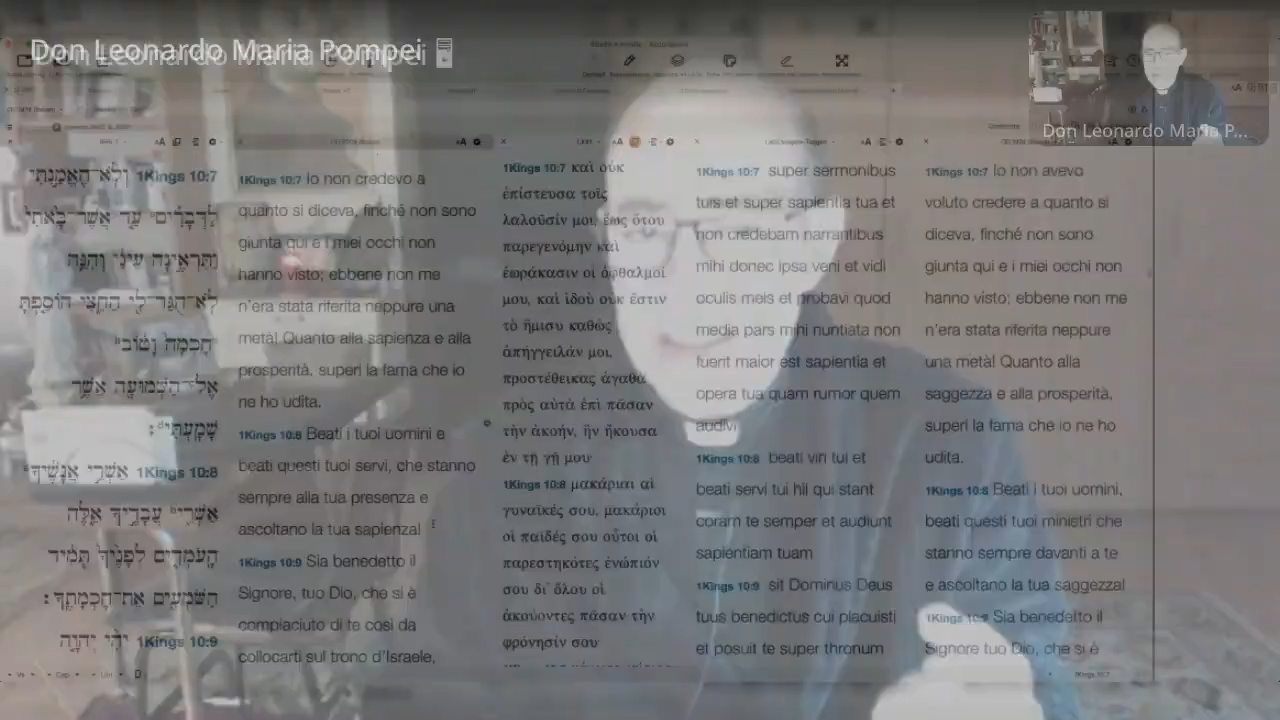 Don Leonardo Maria Pompei
Don Leonardo Maria P...
1Kings 10:7 וְלֹא־הֶאֱמַנְתִּי
לַדְּבָרִים עַד אֲשֶׁר־בָּאתִי
וַתִּרְאֶינָה עֵינַי וְהִנֵּה
לֹא־הֻגַּד־לִי הַחֵצִי הוֹסַפְתָּ
חָכְמָה וָטוֹב
אֶל־הַשְּׁמוּעָה אֲשֶׁר
שָׁמָעְתִּי׃
1Kings 10:8 אַשְׁרֵי אֲנָשֶׁיךָ
אַשְׁרֵי עֲבָדֶיךָ אֵלֶּה
הָעֹמְדִים לְפָנֶיךָ תָּמִיד
הַשֹּׁמְעִים אֶת־חָכְמָתֶךָ׃
1Kings 10:9 יְהִי יְהוָה
1Kings 10:7 Io non credevo a
quanto si diceva, finché non sono
giunta qui e i miei occhi non
hanno visto; ebbene non me
n'era stata riferita neppure una
metà! Quanto alla sapienza e alla
prosperità, superi la fama che io
ne ho udita.
1Kings 10:8 Beati i tuoi uomini e
beati questi tuoi servi, che stanno
sempre alla tua presenza e
ascoltano la tua sapienza!
1Kings 10:9 Sia benedetto il
Signore, tuo Dio, che si è
compiaciuto di te così da
collocarti sul trono d'Israele,
1Kings 10:7 καὶ οὐκ
ἐπίστευσα τοῖς
λαλοῦσίν μοι, ἕως ὅτου
παρεγενόμην καὶ
ἑωράκασιν οἱ ὀφθαλμοί
μου, καὶ ἰδοὺ οὐκ ἔστιν
τὸ ἥμισυ καθὼς
ἀπήγγειλάν μοι,
προστέθεικας ἀγαθὰ
πρὸς αὐτὰ ἐπὶ πᾶσαν
τὴν ἀκοήν, ἣν ἤκουσα
ἐν τῇ γῇ μου·
1Kings 10:8 μακάριαι αἱ
γυναῖκές σου, μακάριοι
οἱ παῖδές σου οὗτοι οἱ
παρεστηκότες ἐνώπιόν
σου δι᾽ ὅλου οἱ
ἀκούοντες πᾶσαν τὴν
φρόνησίν σου
1Kings 10:7 super sermonibus
tuis et super sapientia tua et
non credebam narrantibus
mihi donec ipsa veni et vidi
oculis meis et probavi quod
media pars mihi nuntiata non
fuerit maior est sapientia et
opera tua quam rumor quem
audivi
1Kings 10:8 beati viri tui et
beati servi tui hii qui stant
coram te semper et audiunt
sapientiam tuam
1Kings 10:9 sit Dominus Deus
tuus benedictus cui placuisti
et posuit te super thronum
1Kings 10:7 Io non avevo
voluto credere a quanto si
diceva, finché non sono
giunta qui e i miei occhi non
hanno visto; ebbene non me
n'era stata riferita neppure
una metà! Quanto alla
saggezza e alla prosperità,
superi la fama che io ne ho
udita.
1Kings 10:8 Beati i tuoi uomini,
beati questi tuoi ministri che
stanno sempre davanti a te
e ascoltano la tua saggezza!
1Kings 10:9 Sia benedetto il
Signore tuo Dio, che si è